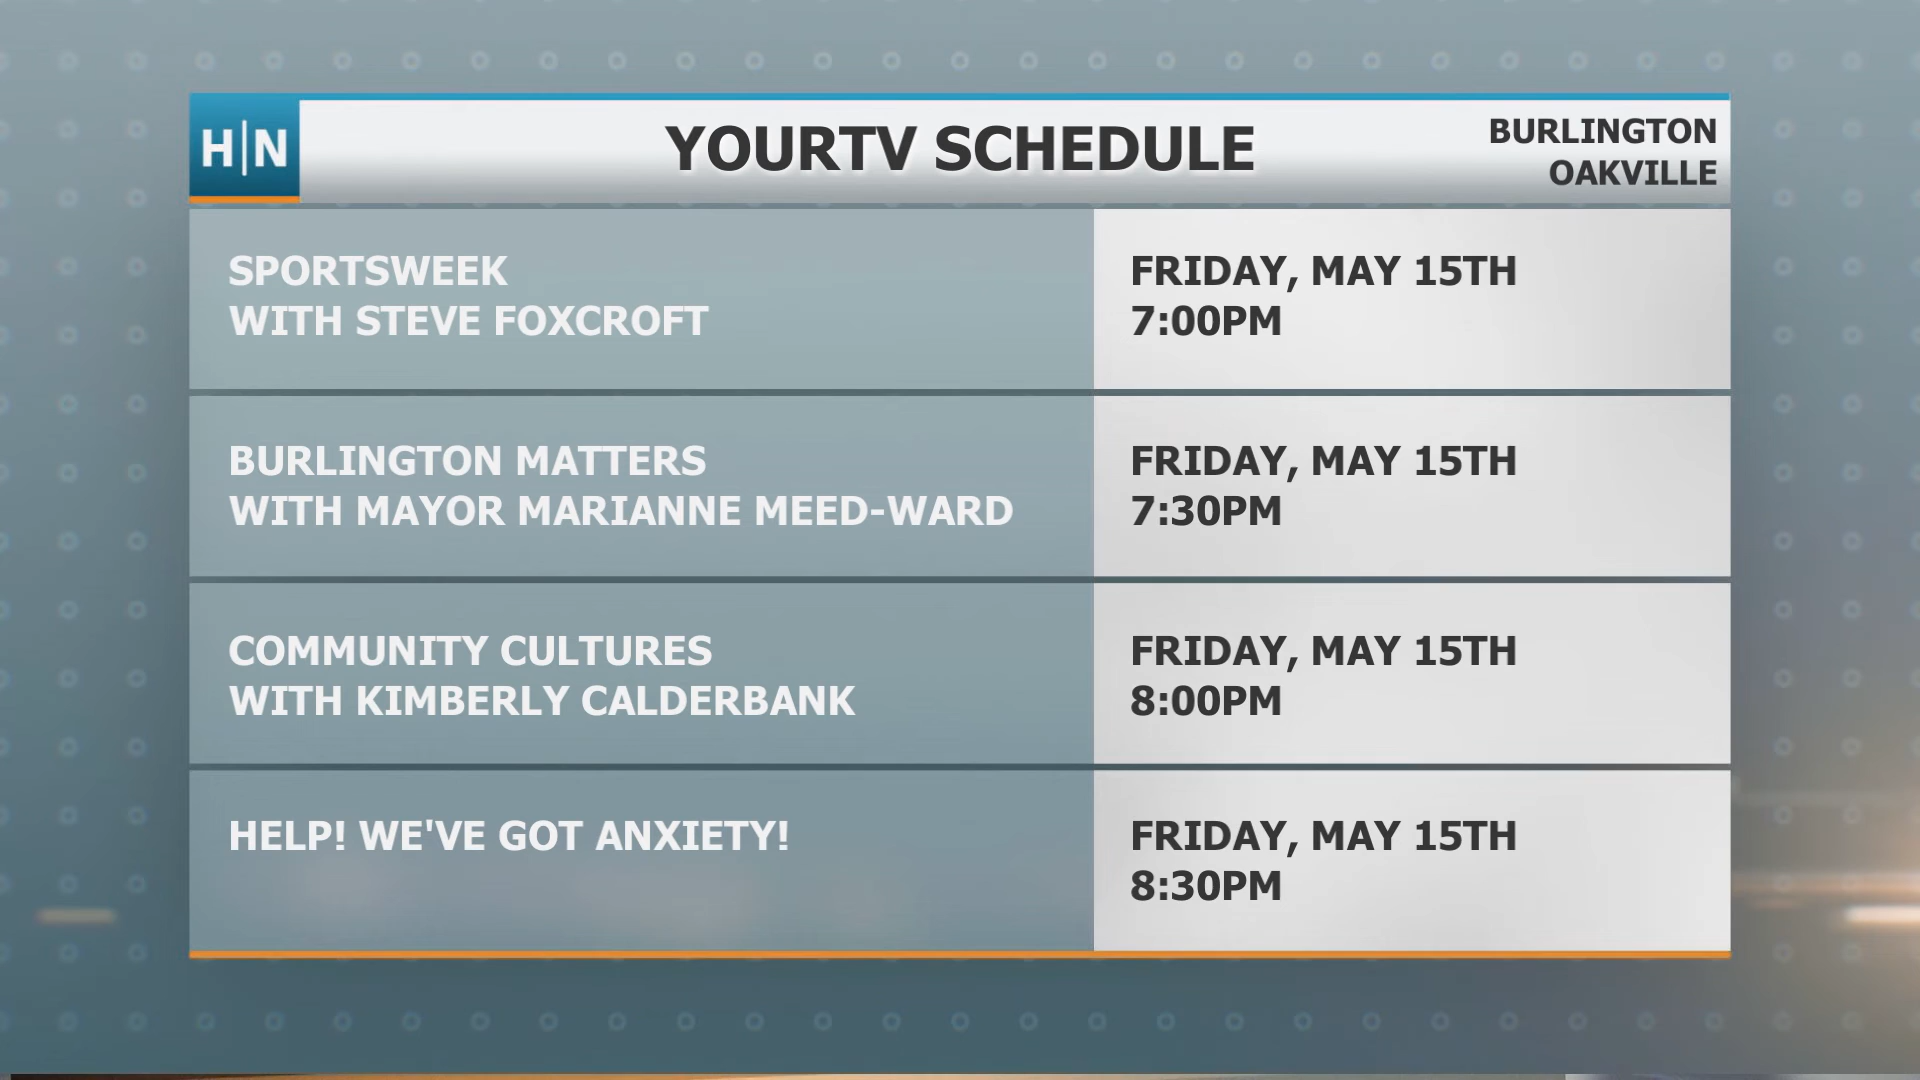 H|N
YOURTV SCHEDULE
BURLINGTON
OAKVILLE
SPORTSWEEK
WITH STEVE FOXCROFT
FRIDAY, MAY 15TH
7:00PM
BURLINGTON MATTERS
WITH MAYOR MARIANNE MEED-WARD
FRIDAY, MAY 15TH
7:30PM
COMMUNITY CULTURES
WITH KIMBERLY CALDERBANK
FRIDAY, MAY 15TH
8:00PM
HELP! WE'VE GOT ANXIETY!
FRIDAY, MAY 15TH
8:30PM